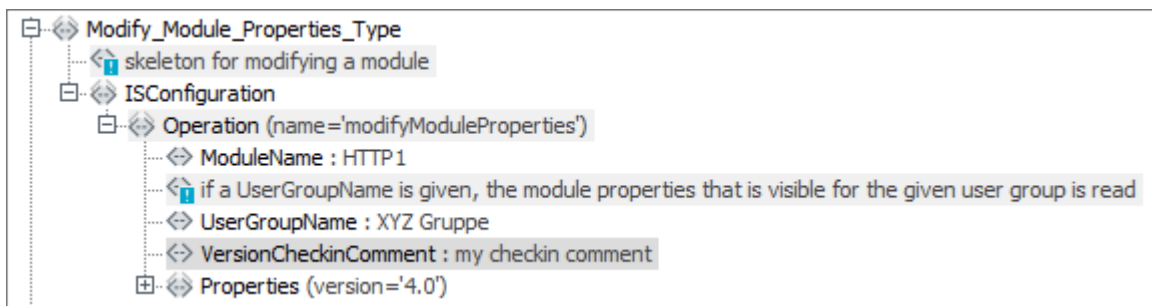 Modify_Module_Properties_Type
skeleton for modifying a module
ISConfiguration
Operation (name='modifyModuleProperties')
ModuleName : HTTP1
if a UserGroupName is given, the module properties that is visible for the given user group is read
UserGroupName : XYZ Gruppe
VersionCheckinComment : my checkin comment
Properties (version='4.0')